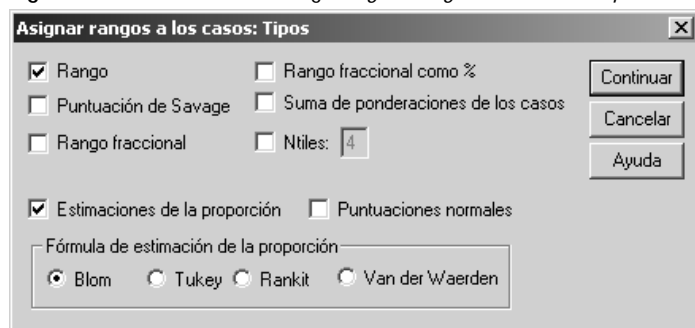 Asignar rangos a los casos: Tipos
Rango
Rango fraccional como %
Continuar
Puntuación de Savage
Suma de ponderaciones de los casos
Cancelar
Rango fraccional
Ntiles: 4
Ayuda
Estimaciones de la proporción
Puntuaciones normales
Fórmula de estimación de la proporción
Blom
Tukey
Rankit
Van der Waerden